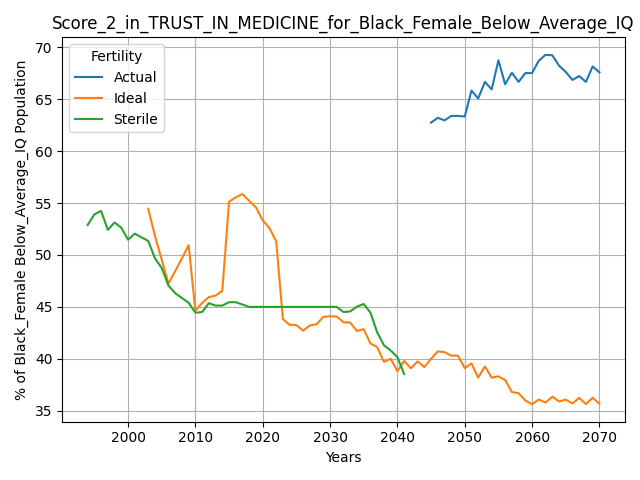 Score_2_in_TRUST_IN_MEDICINE_for_Black_Female_Below_Average_IQ
% of Black_Female Below_Average_IQ Population
70
65
60
55
50
45
40
35
Fertility
Actual
Ideal
Sterile
2000 2010 2020 2030 2040 2050 2060 2070
Years